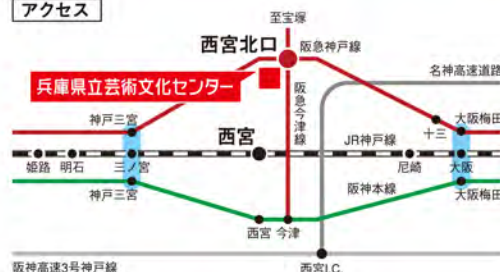 アクセス
至宝塚
西宮北口
阪急神戸線
名神高速道路
兵庫県立芸術文化センター
阪急今津線
神戸三宮
十三
大阪梅田
西宮
JR神戸線
姫路
明石
三ノ宮
尼崎
大阪
神戸三宮
阪神本線
大阪梅田
西宮
今津
阪神高速3号神戸線
西宮I.C.